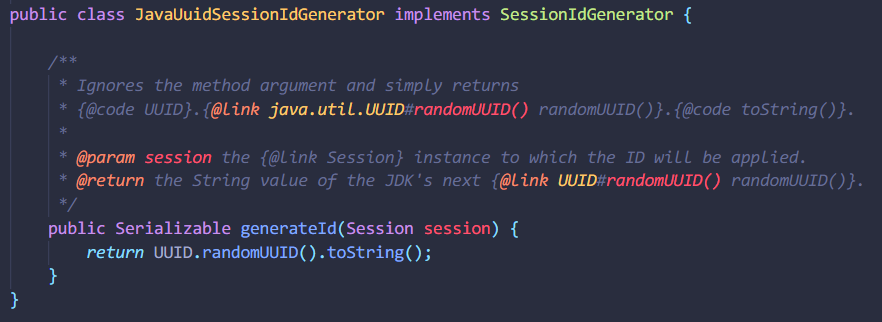 public class JavaUuidSessionIdGenerator implements SessionIdGenerator {
/**
* Ignores the method argument and simply returns
* {@code UUID}.{@link java.util.UUID#randomUUID() randomUUID()}.{@code toString()}.
*
* @param session the {@link Session} instance to which the ID will be applied.
* @return the String value of the JDK's next {@link UUID#randomUUID() randomUUID()}.
*/
public Serializable generateId(Session session) {
return UUID.randomUUID().toString();
}
}